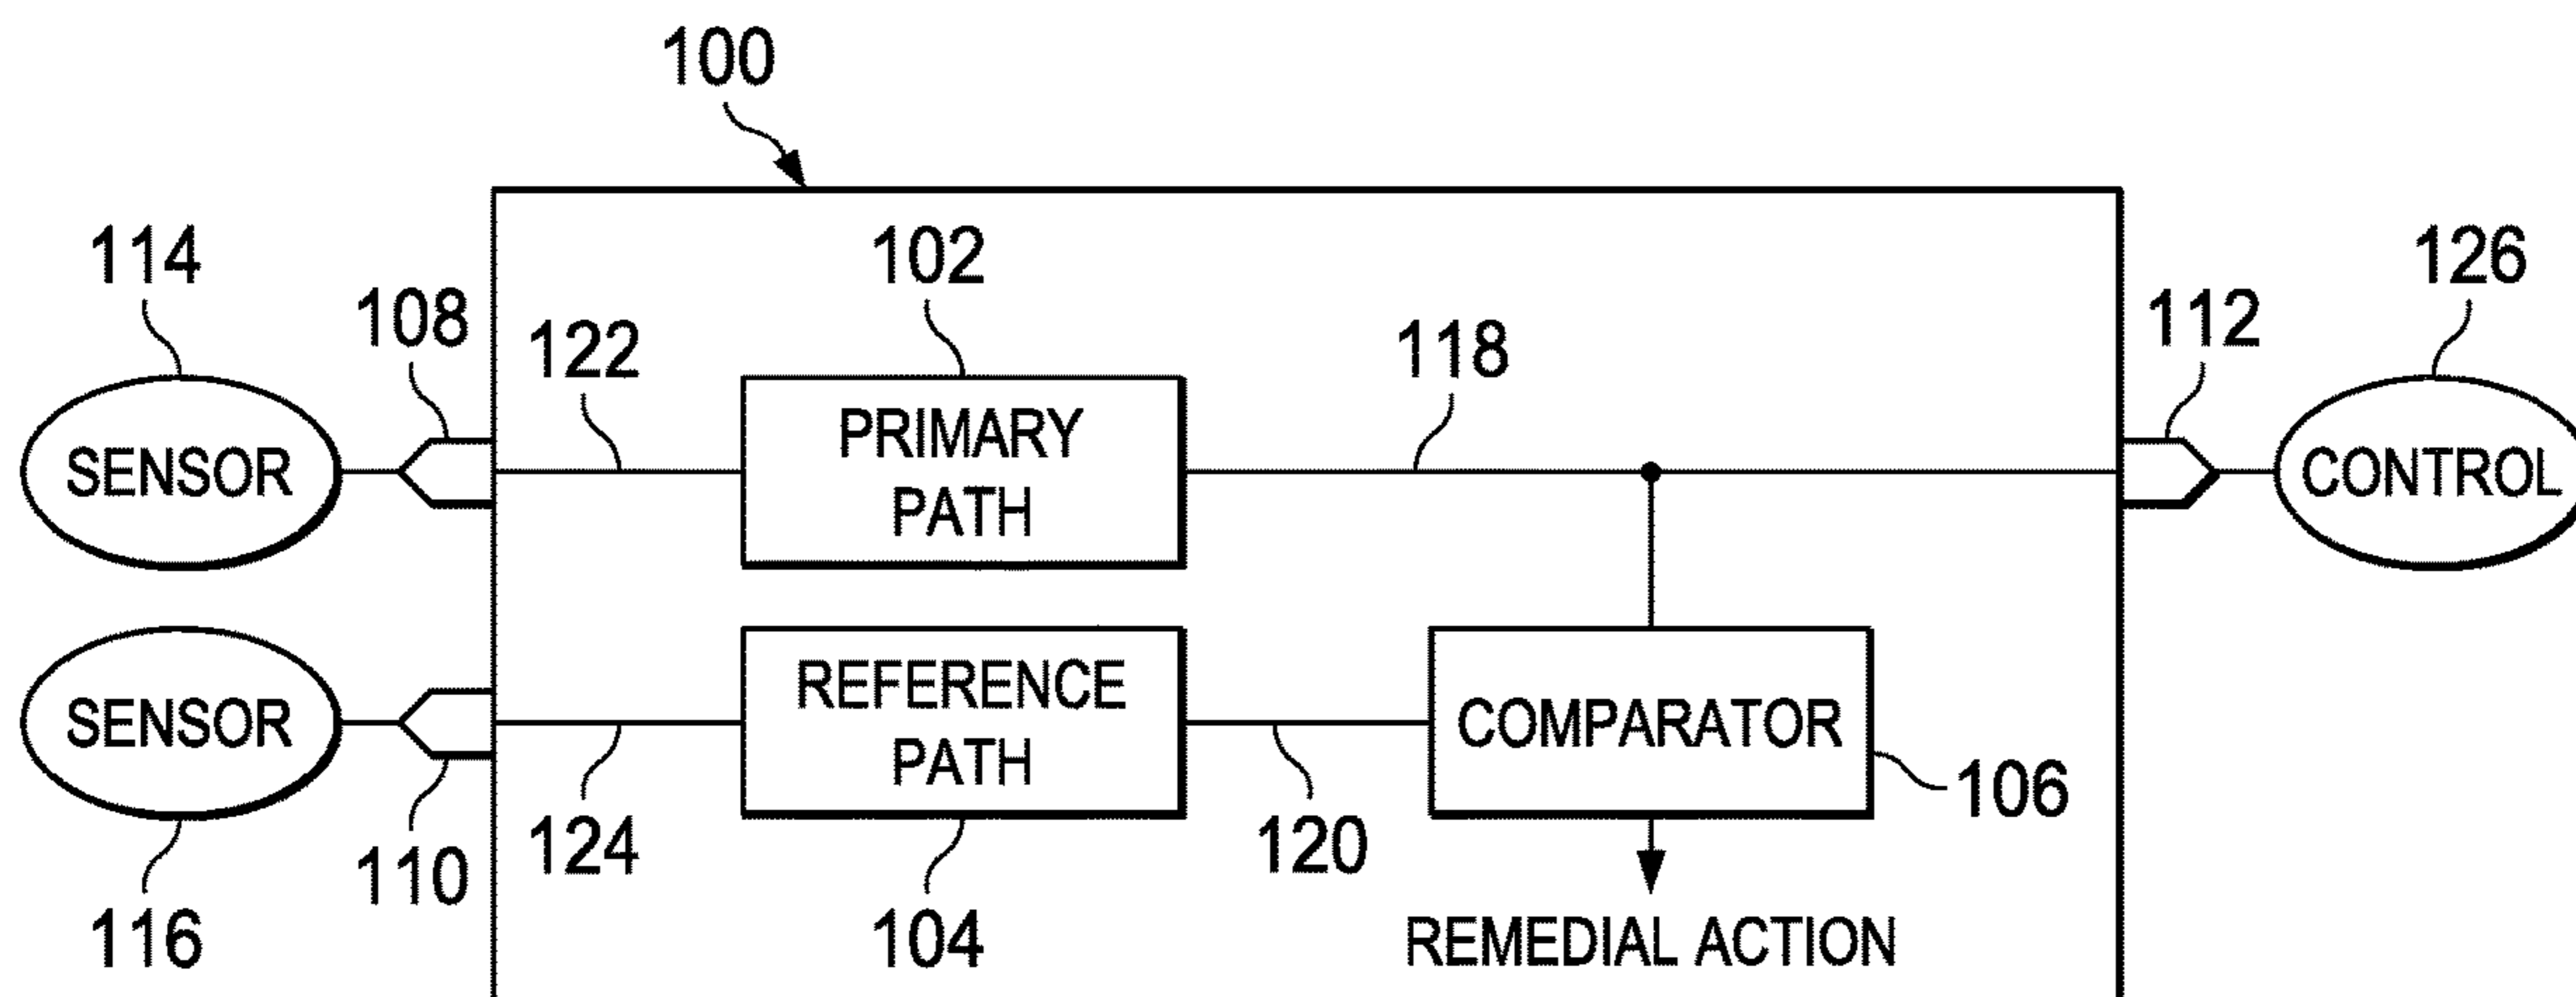 100
114
108
122
102
118
112
126
SENSOR
PRIMARY
PATH
CONTROL
SENSOR
REFERENCE
PATH
COMPARATOR
116
110
124
104
120
106
REMEDIAL ACTION